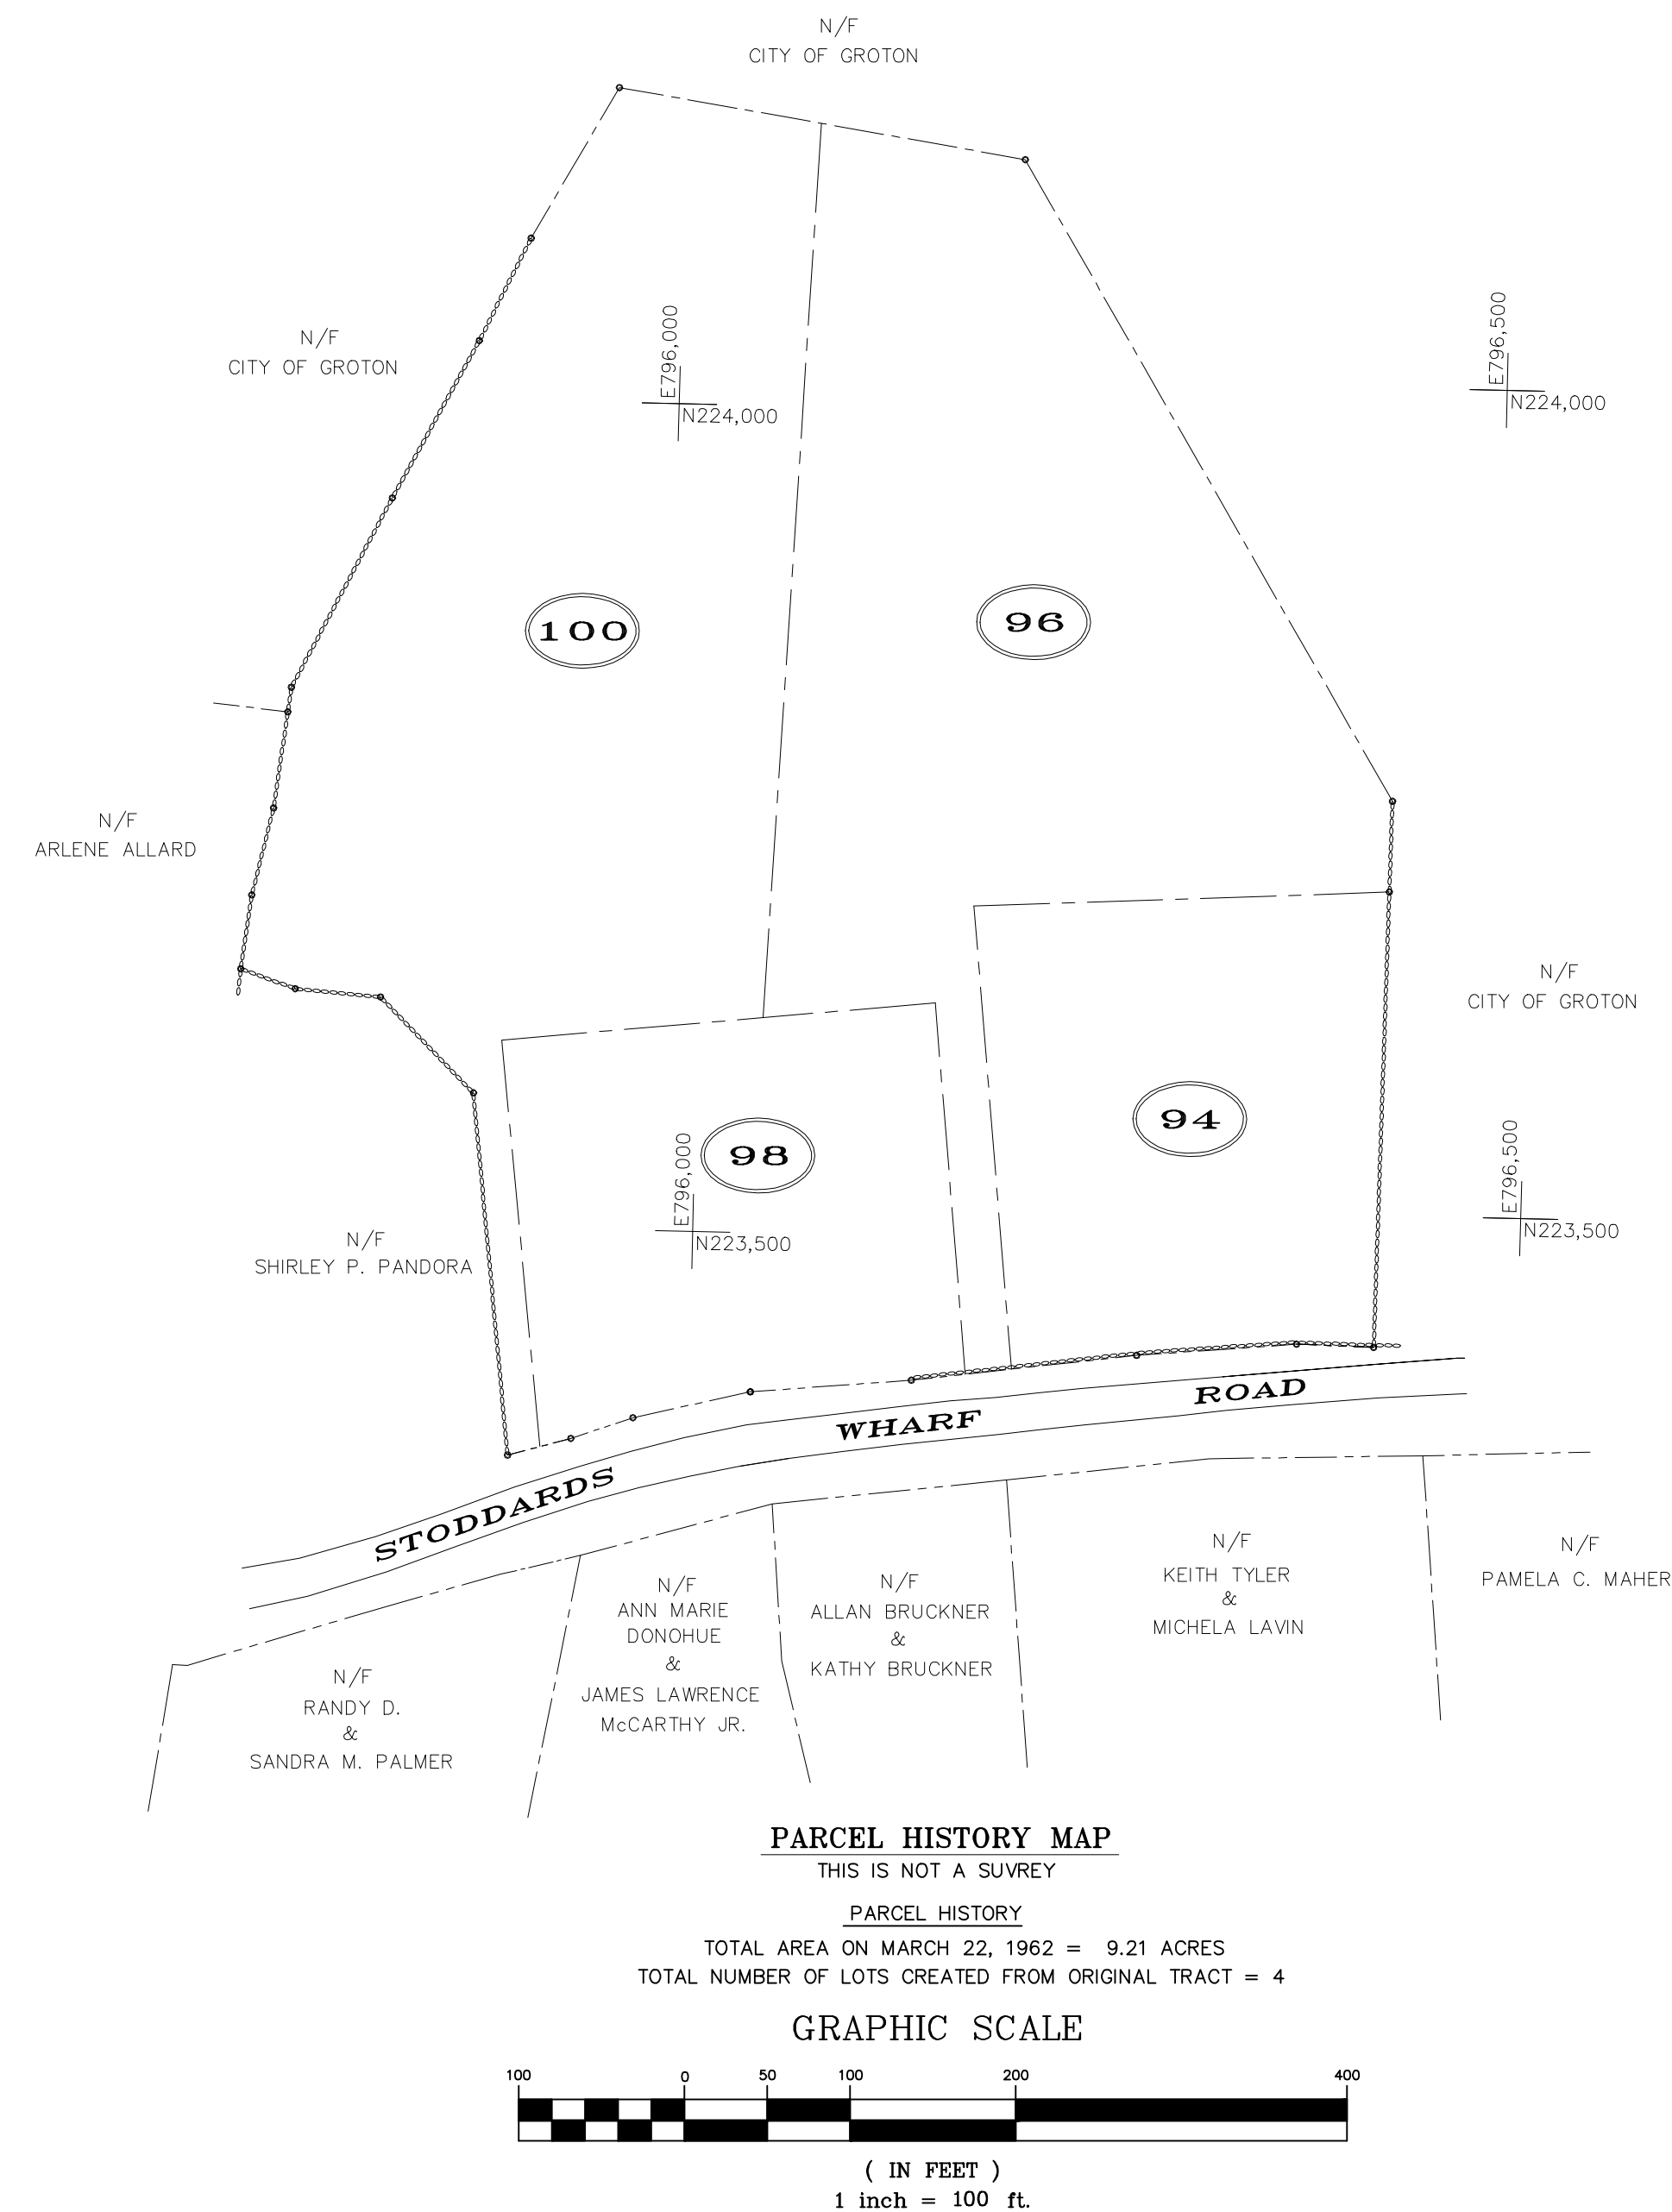 N/F
CITY OF GROTON
N/F
CITY OF GROTON
E796,000
N224,000
E796,500
N224,000
100
96
N/F
ARLENE ALLARD
N/F
CITY OF GROTON
98
94
E796,000
N223,500
E796,500
N223,500
N/F
SHIRLEY P. PANDORA
STODDARDS WHARF ROAD
N/F
RANDY D.
&
SANDRA M. PALMER
N/F
ANN MARIE
DONOHUE
&
JAMES LAWRENCE
McCARTHY JR.
N/F
ALLAN BRUCKNER
&
KATHY BRUCKNER
N/F
KEITH TYLER
&
MICHELA LAVIN
N/F
PAMELA C. MAHER
PARCEL HISTORY MAP
THIS IS NOT A SUVREY
PARCEL HISTORY
TOTAL AREA ON MARCH 22, 1962 = 9.21 ACRES
TOTAL NUMBER OF LOTS CREATED FROM ORIGINAL TRACT = 4
GRAPHIC SCALE
100 0 50 100 200 400
( IN FEET )
1 inch = 100 ft.